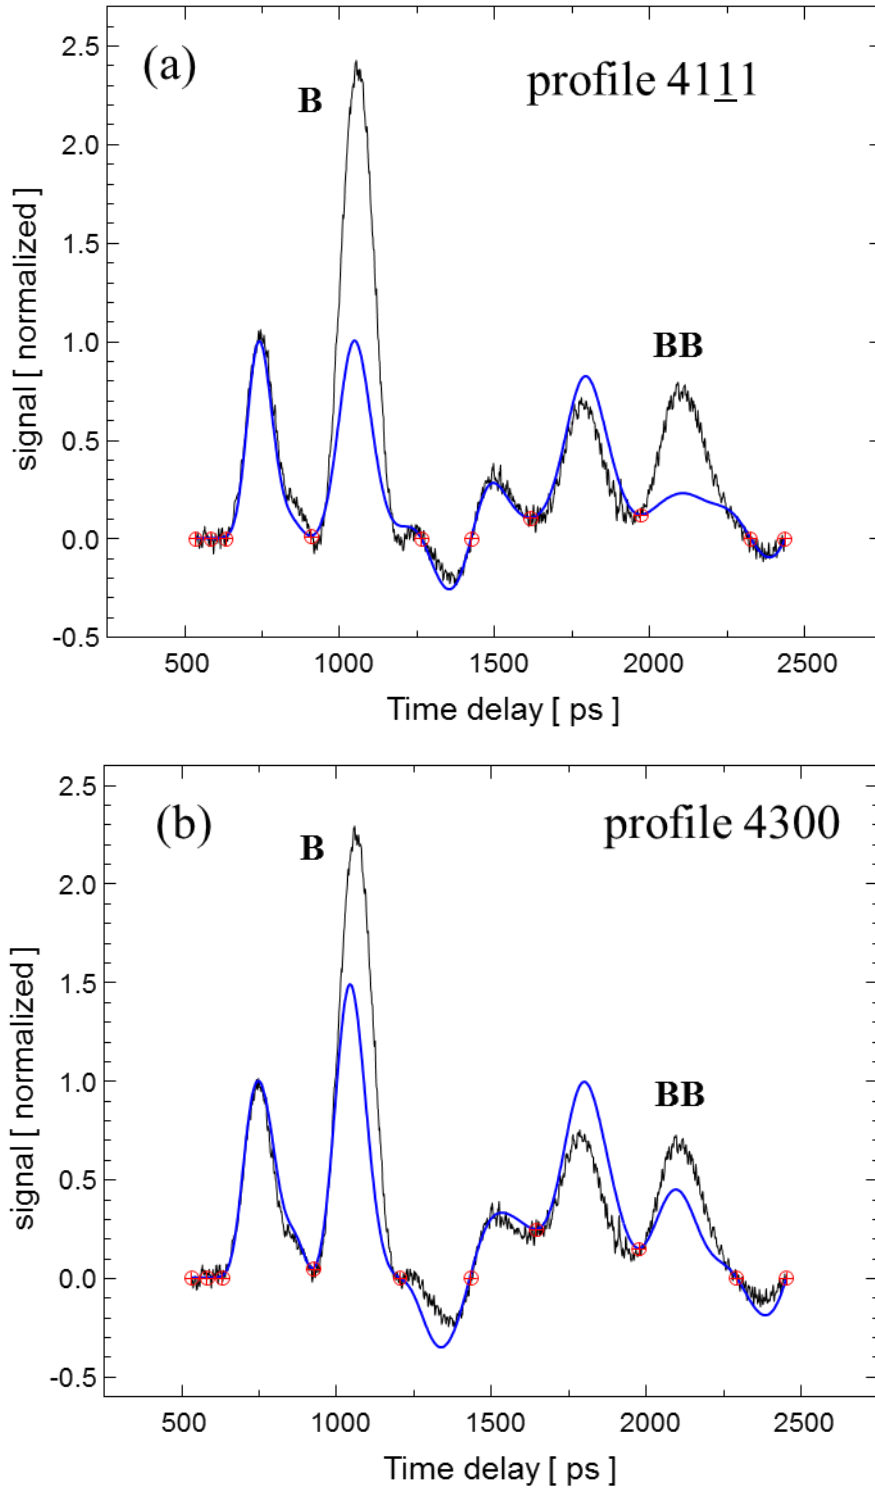 (a)
profile 4111
B
BB
signal [ normalized ]
2.5
2.0
1.5
1.0
0.5
0.0
-0.5
500 1000 1500 2000 2500
Time delay [ ps ]
(b)
profile 4300
B
BB
signal [ normalized ]
2.5
2.0
1.5
1.0
0.5
0.0
-0.5
500 1000 1500 2000 2500
Time delay [ ps ]